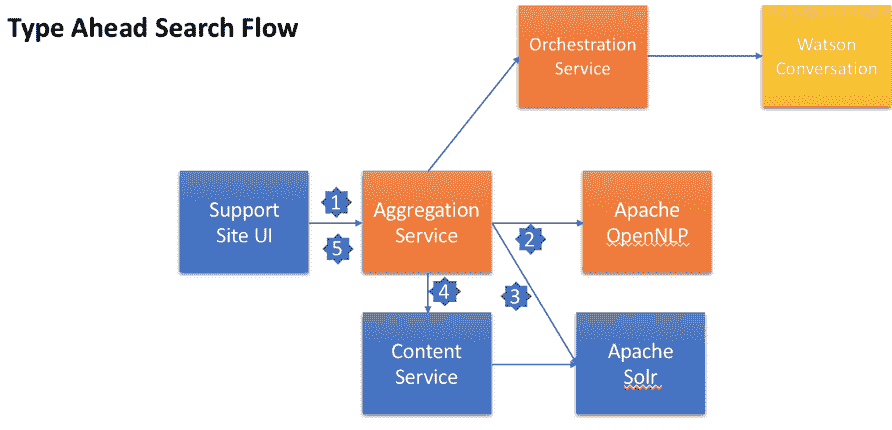 Type Ahead Search Flow
Orchestration
Service
Watson
Conversation
Support
Site UI
1
5
Aggregation
Service
2
Apache
OpenNLP
4
3
Content
Service
Apache
Solr